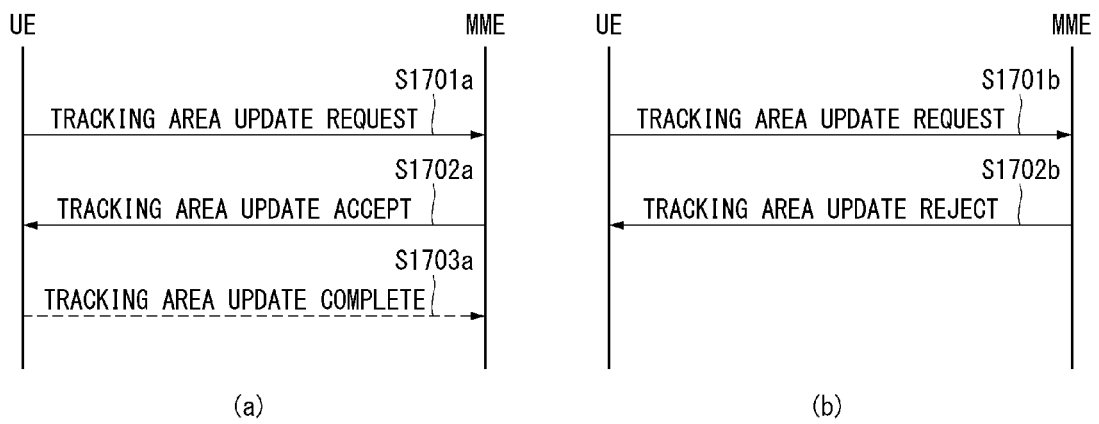 UE MME
S1701a
TRACKING AREA UPDATE REQUEST
S1702a
TRACKING AREA UPDATE ACCEPT
S1703a
TRACKING AREA UPDATE COMPLETE
(a)
UE MME
S1701b
TRACKING AREA UPDATE REQUEST
S1702b
TRACKING AREA UPDATE REJECT
(b)